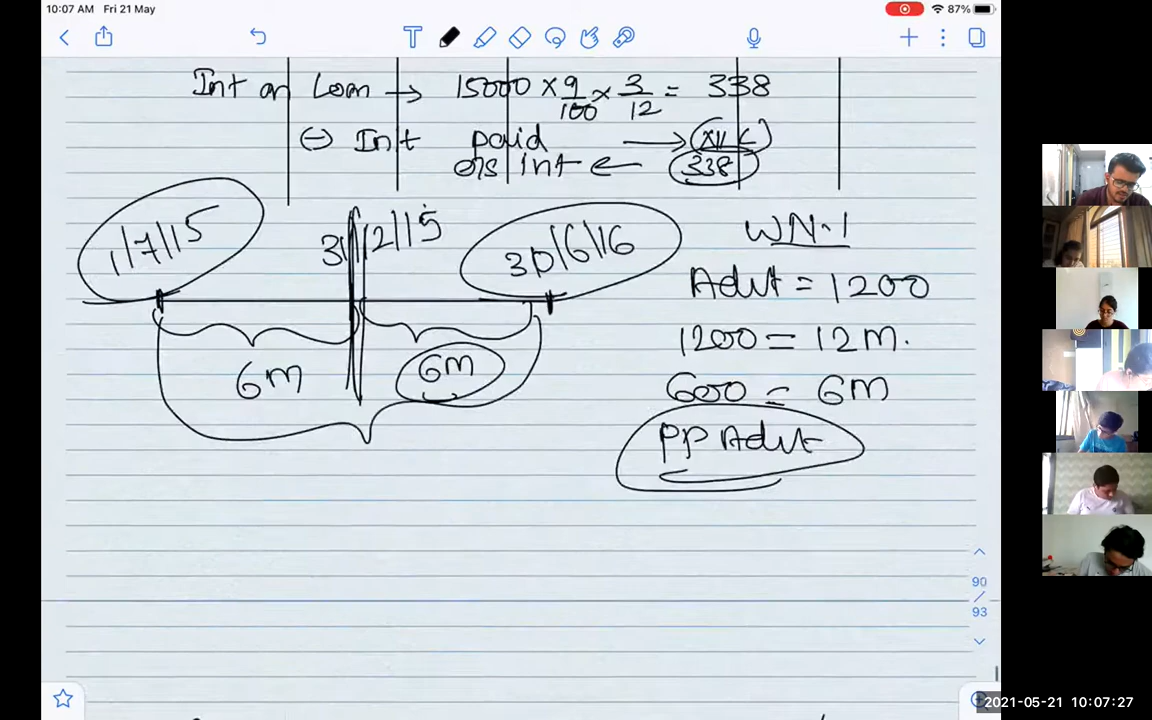 10:07 AM Fri 21 May
87%
T
Int on Loan → 15000 × 9/100 × 3/12 = 338
(-) Int paid →
o/s int ← 338
1/7/15
31/12/15
30/6/16
6m
6m
WN.1
Advt = 1200
1200 = 12M.
600 = 6M
PP Advt
90
/
93
2021-05-21 10:07:27